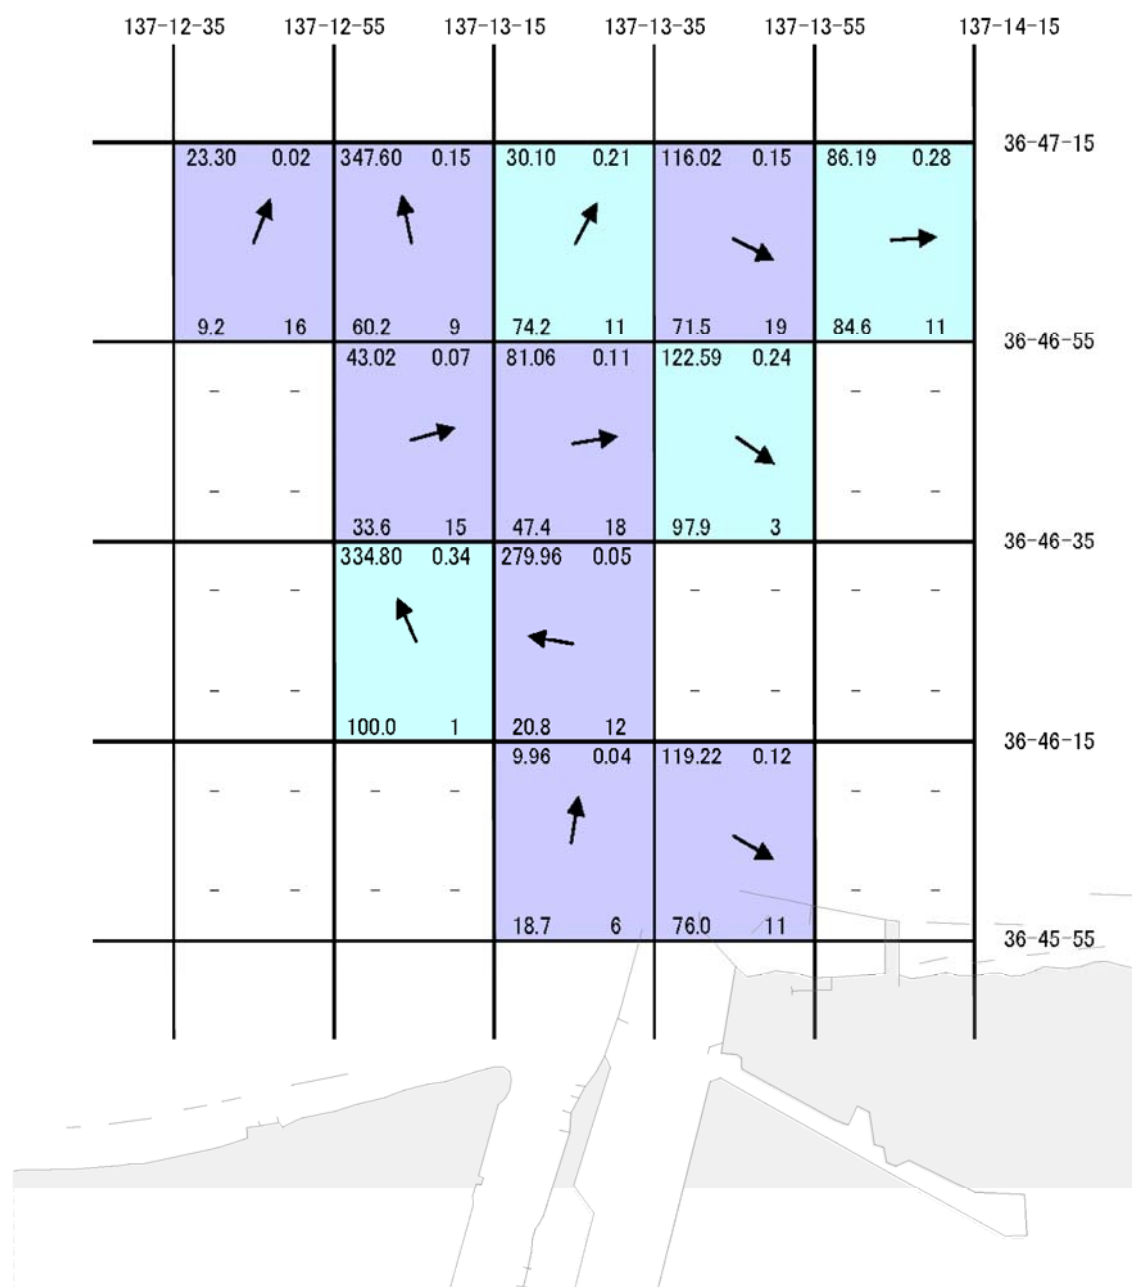 137-12-35 137-12-55 137-13-15 137-13-35 137-13-55 137-14-15
36-47-15
23.30 0.02 347.60 0.15 30.10 0.21 116.02 0.15 86.19 0.28
9.2 16 60.2 9 74.2 11 71.5 19 84.6 11
36-46-55
43.02 0.07 81.06 0.11 122.59 0.24
- - - -
- - - -
33.6 15 47.4 18 97.9 3
36-46-35
334.80 0.34 279.96 0.05
- - - - - -
- - - - - -
100.0 1 20.8 12
36-46-15
9.96 0.04 119.22 0.12
- - - - - -
- - - - - -
18.7 6 76.0 11
36-45-55